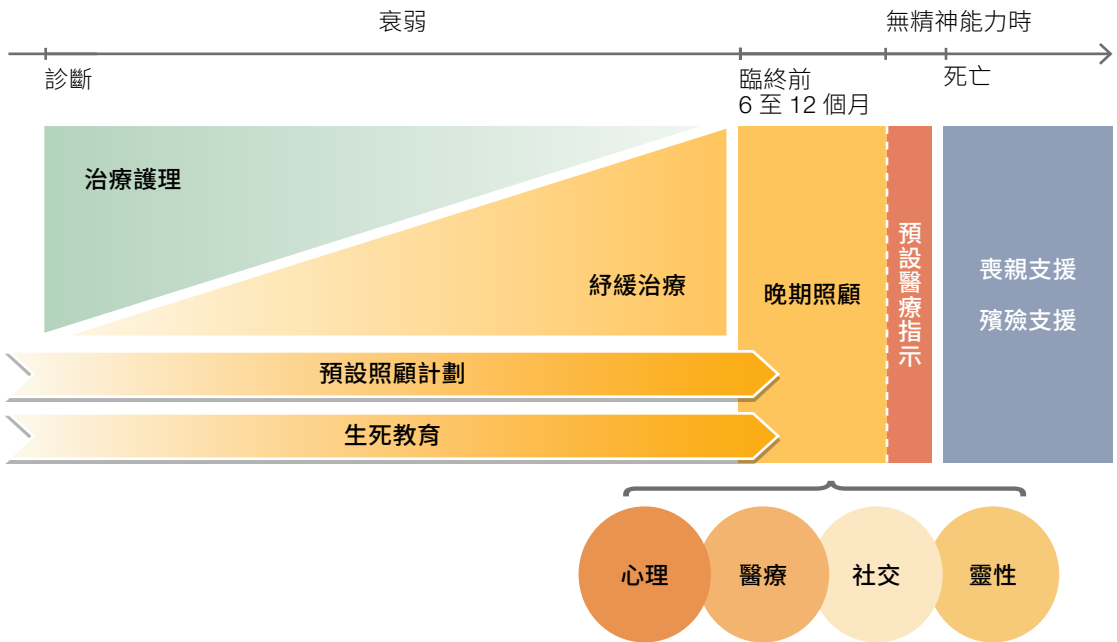 衰弱
無精神能力時
診斷
臨終前
6 至 12 個月
死亡
治療護理
紓緩治療
晚期照顧
預設醫療指示
喪親支援
殯殮支援
預設照顧計劃
生死教育
心理
醫療
社交
靈性